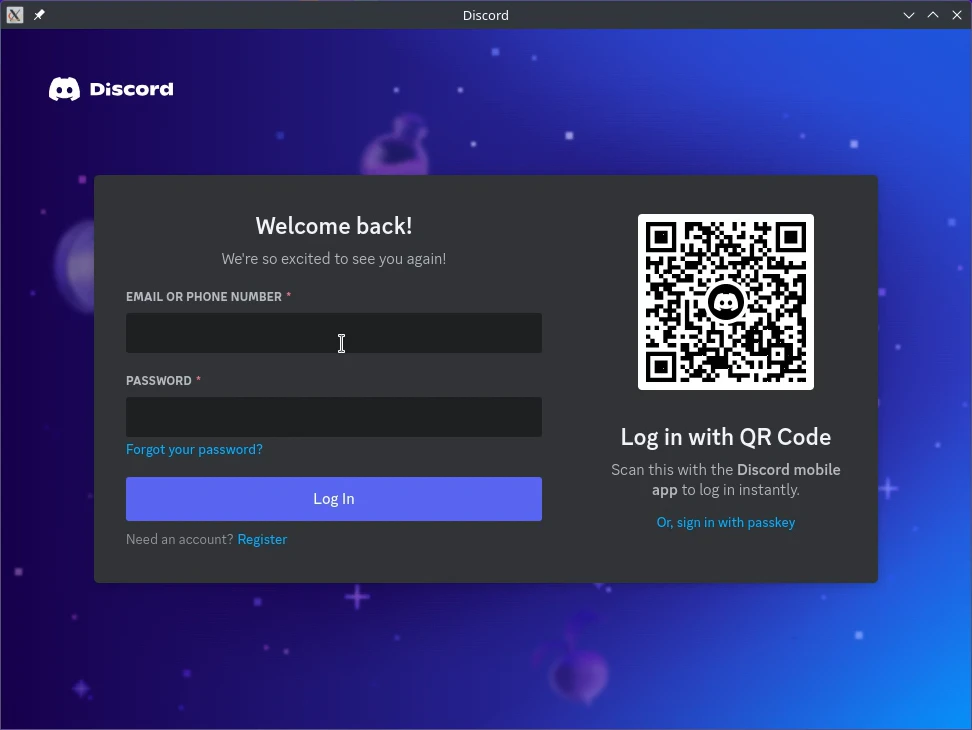 Discord
Discord
Welcome back!
We're so excited to see you again!
EMAIL OR PHONE NUMBER *
PASSWORD *
Forgot your password?
Log In
Need an account? Register
Log in with QR Code
Scan this with the Discord mobile
app to log in instantly.
Or, sign in with passkey